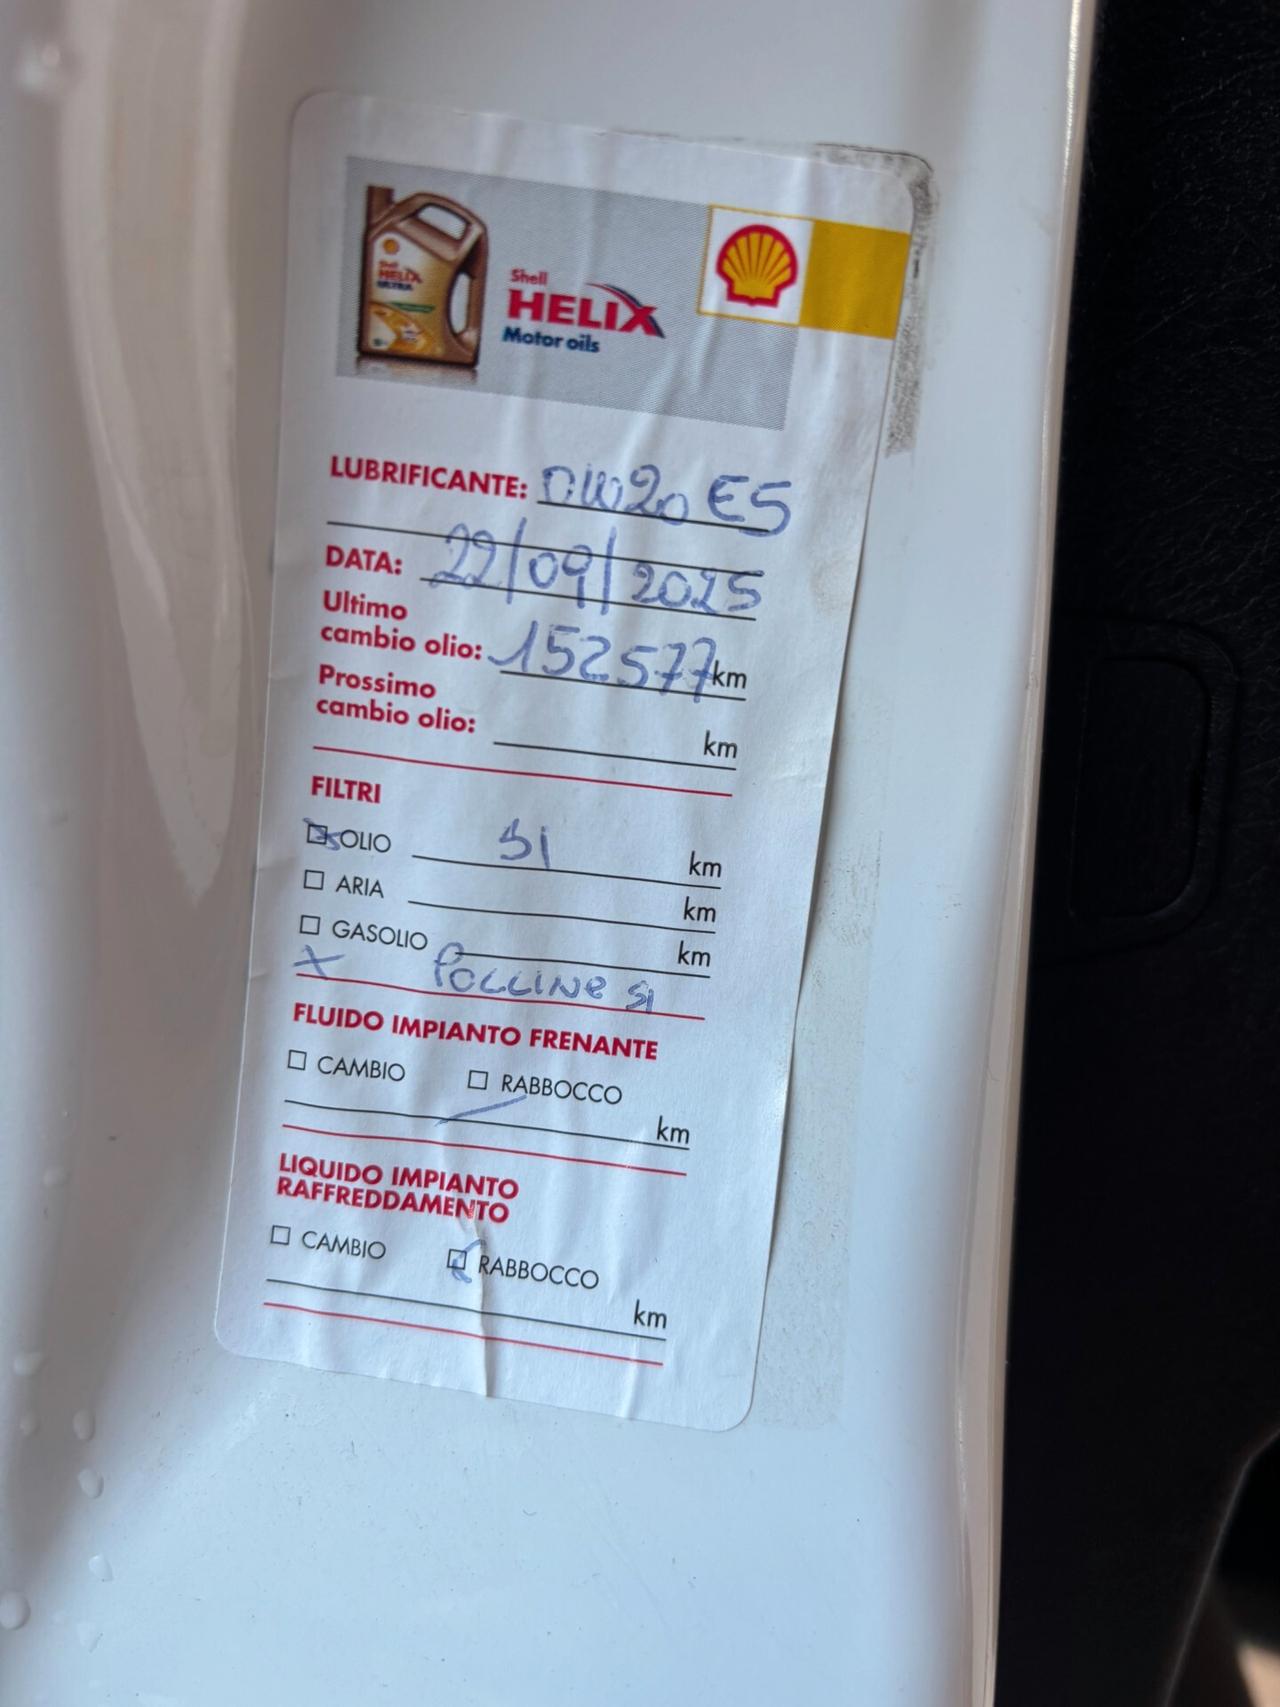 Shell
HELIX
ULTRA
Shell
HELIX
Motor oils
LUBRIFICANTE: 0W20 E5
DATA: 22/09/2025
Ultimo
cambio olio: 152577 km
Prossimo
cambio olio: km
FILTRI
OLIO SI km
ARIA km
GASOLIO km
X POLLINE SI
FLUIDO IMPIANTO FRENANTE
CAMBIO RABBOCCO
km
LIQUIDO IMPIANTO
RAFFREDDAMENTO
CAMBIO RABBOCCO
km